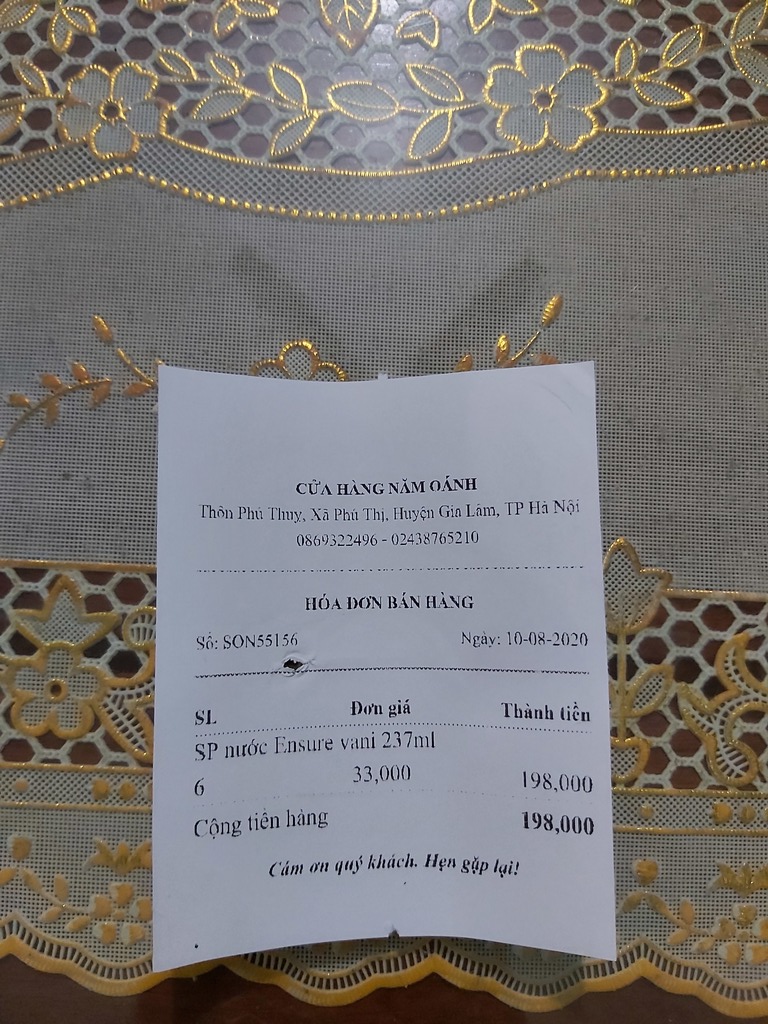 CỬA HÀNG NĂM OÁNH
Thôn Phú Thuỵ, Xã Phú Thị, Huyện Gia Lâm, TP Hà Nội
0869322496 - 02438765210
HÓA ĐƠN BÁN HÀNG
Số: SON55156 Ngày: 10-08-2020
SL Đơn giá Thành tiền
SP nước Ensure vani 237ml
6 33,000 198,000
Cộng tiền hàng 198,000
Cám ơn quý khách. Hẹn gặp lại!